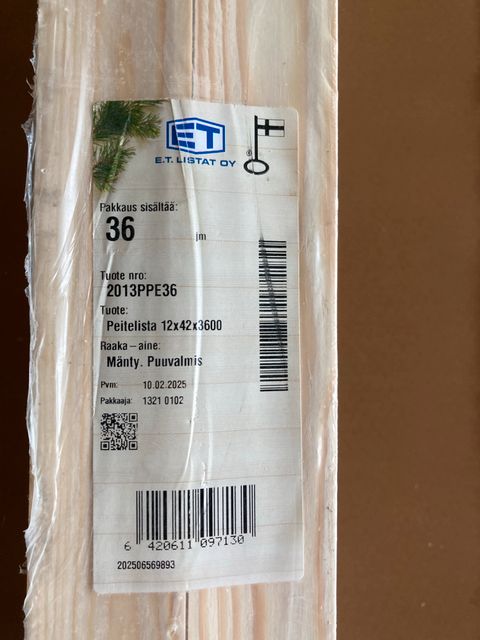 ET
E.T. LISTAT OY
®
Pakkaus sisältää:
36 jm
Tuote nro:
2013PPE36
Tuote:
Peitelista 12x42x3600
Raaka-aine:
Mänty. Puuvalmis
Pvm: 10.02.2025
Pakkaaja: 1321 0102
6 420611 097130
202506569893